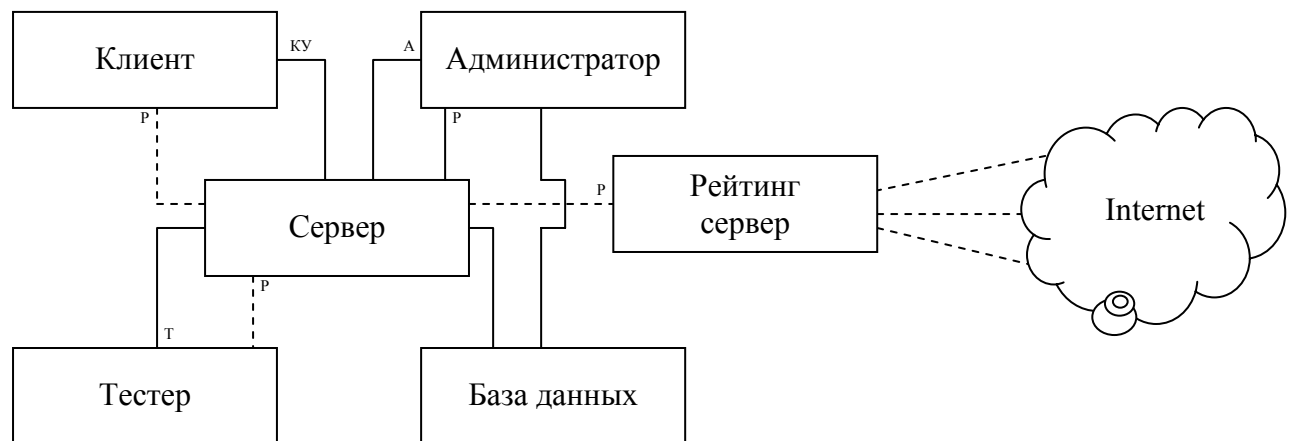 Клиент
КУ
А
Администратор
Р
Р
Сервер
Р
Рейтинг
сервер
Internet
Р
Т
Тестер
База данных